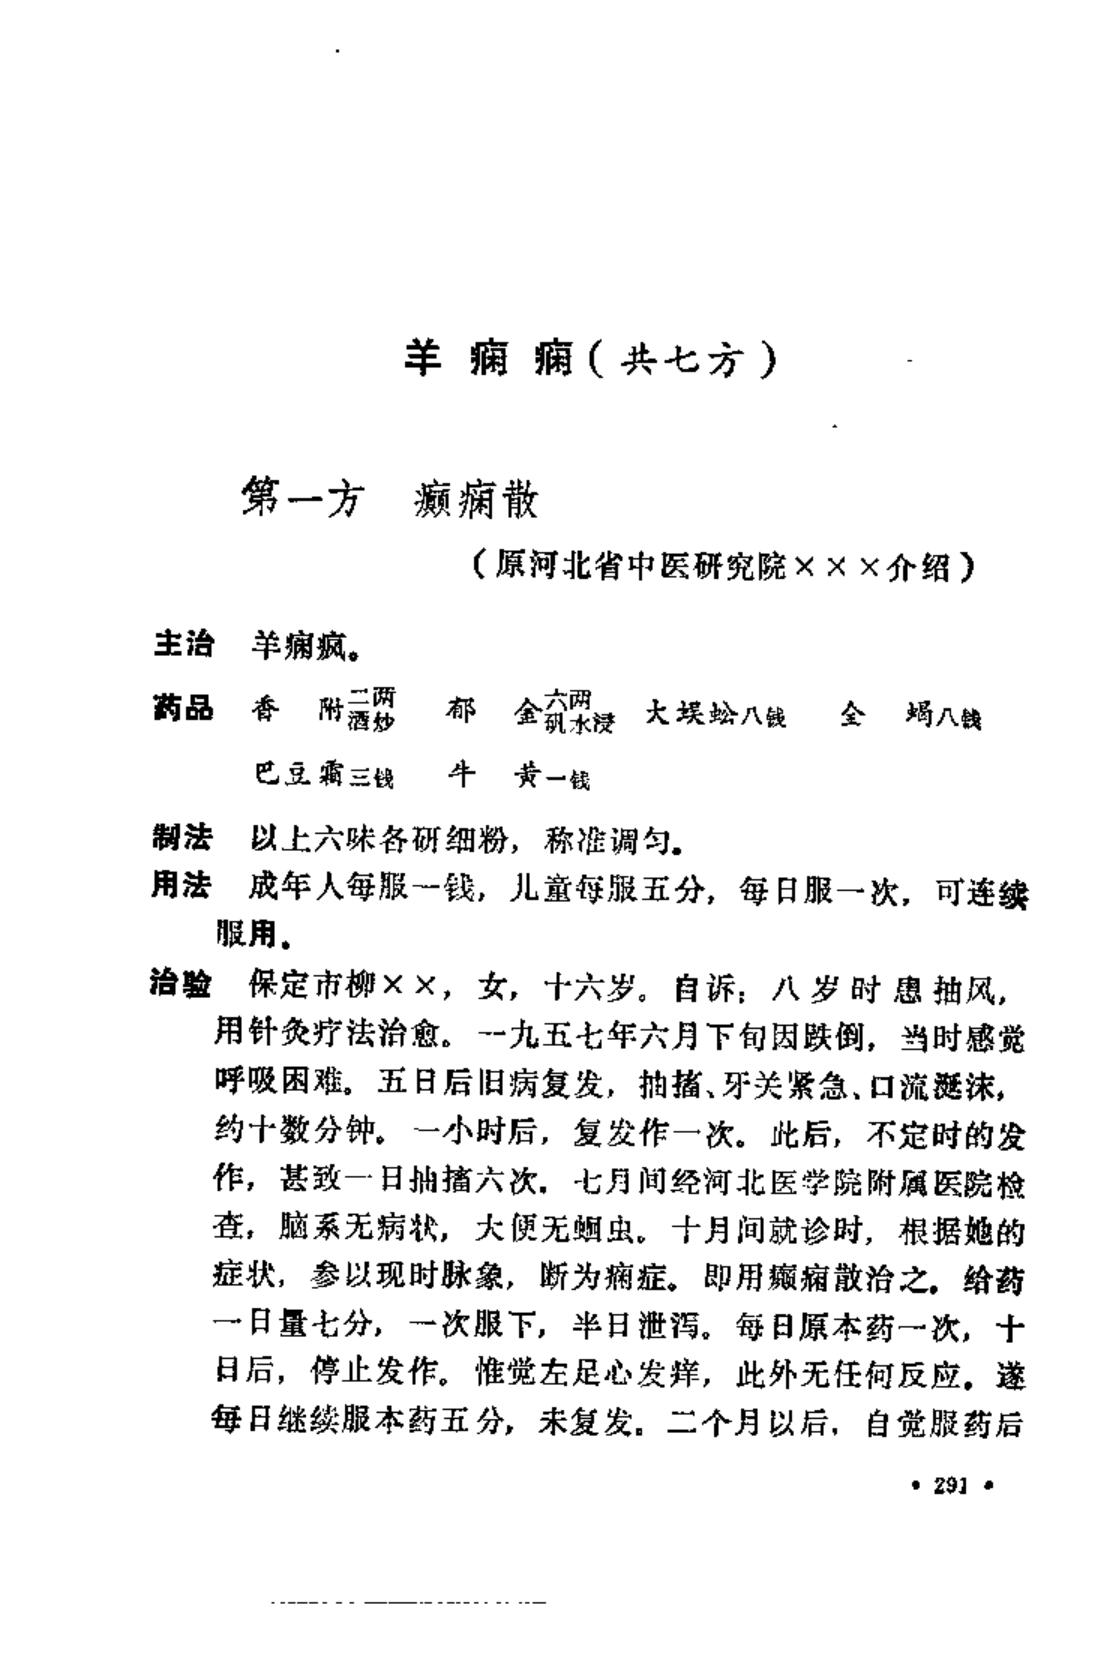 羊 痫 痫（共七方）
第一方 癫痫散
（原河北省中医研究院×××介绍）
主治 羊痫疯。
药品 香 附二两酒炒 郁 金六两矾水浸 大蜈蚣八钱 全 蝎八钱
巴豆霜三钱 牛 黄一钱
制法 以上六味各研细粉，称准调匀。
用法 成年人每服一钱，儿童每服五分，每日服一次，可连续
服用。
治验 保定市柳××，女，十六岁。自诉：八岁时患抽风，
用针灸疗法治愈。一九五七年六月下旬因跌倒，当时感觉
呼吸困难。五日后旧病复发，抽搐、牙关紧急、口流涎沫，
约十数分钟。一小时后，复发作一次。此后，不定时的发
作，甚致一日抽搐六次。七月间经河北医学院附属医院检
查，脑系无病状，大便无蛔虫。十月间就诊时，根据她的
症状，参以现时脉象，断为痫症。即用癫痫散治之。给药
一日量七分，一次服下，半日泄泻。每日原本药一次，十
日后，停止发作。惟觉左足心发痒，此外无任何反应。遂
每日继续服本药五分，未复发。二个月以后，自觉服药后
• 291 •